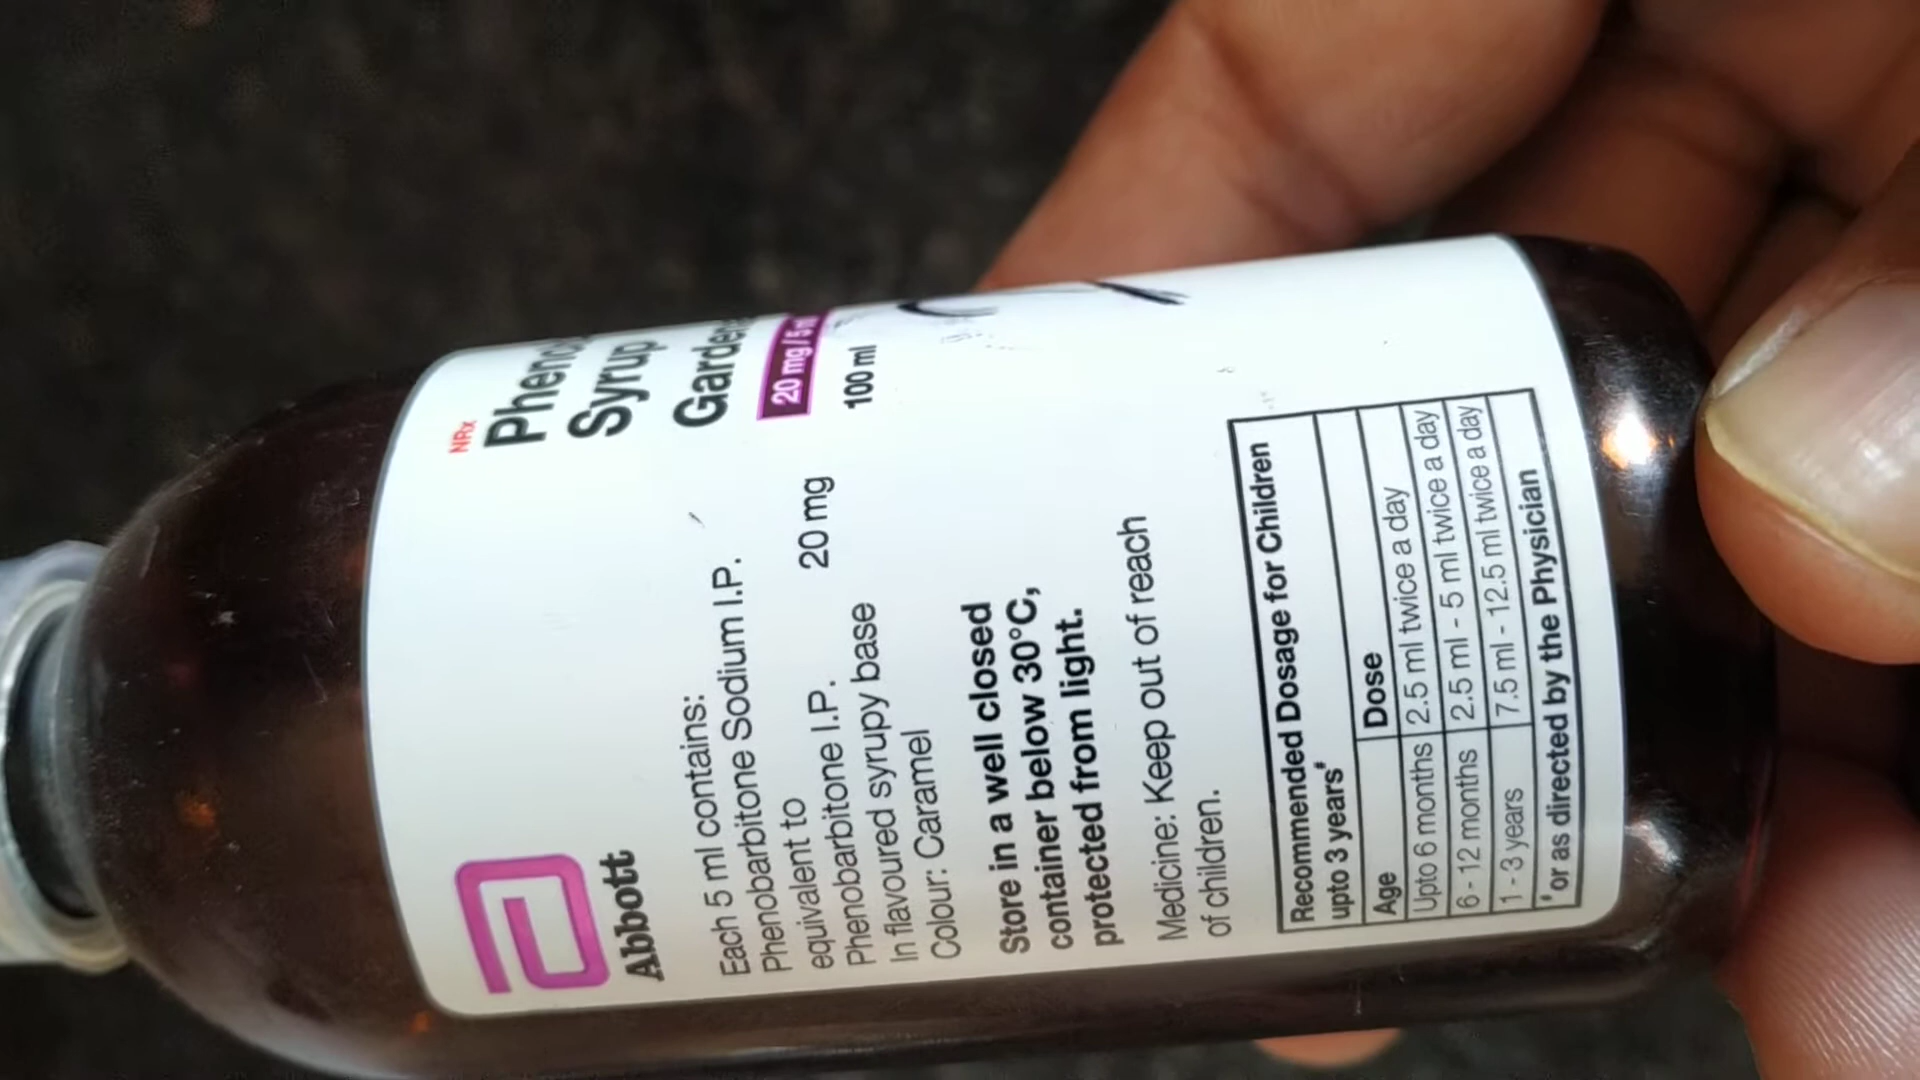 Abbott
Each 5 ml contains:
Phenobarbitone Sodium I.P.
equivalent to
Phenobarbitone I.P. 20 mg
In flavoured syrupy base
Colour: Caramel
Store in a well closed
container below 30°C,
protected from light.
Medicine: Keep out of reach
of children.
Recommended Dosage for Children
upto 3 years#
Age Dose
Upto 6 months 2.5 ml twice a day
6 - 12 months 2.5 ml - 5 ml twice a day
1 - 3 years 7.5 ml - 12.5 ml twice a day
# or as directed by the Physician
NRx
Syrup
20 mg / 5
100 ml